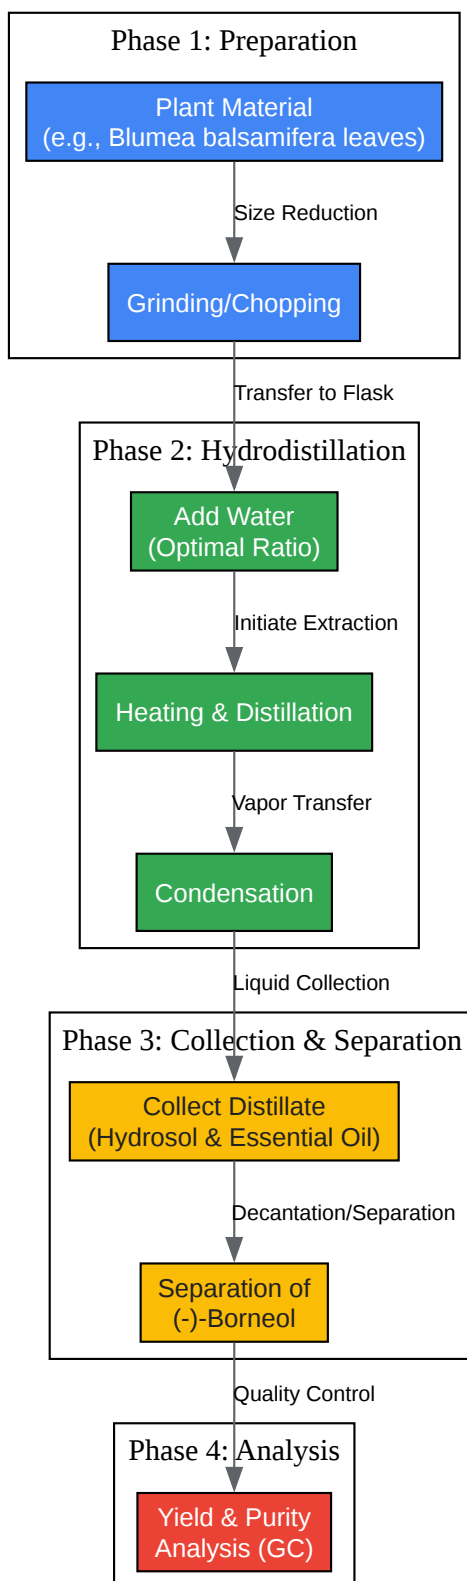 Phase 1: Preparation
Plant Material
(e.g., Blumea balsamifera leaves)
Size Reduction
Grinding/Chopping
Transfer to Flask
Phase 2: Hydrodistillation
Add Water
(Optimal Ratio)
Initiate Extraction
Heating & Distillation
Vapor Transfer
Condensation
Liquid Collection
Phase 3: Collection & Separation
Collect Distillate
(Hydrosol & Essential Oil)
Decantation/Separation
Separation of
(-)-Borneol
Quality Control
Phase 4: Analysis
Yield & Purity
Analysis (GC)